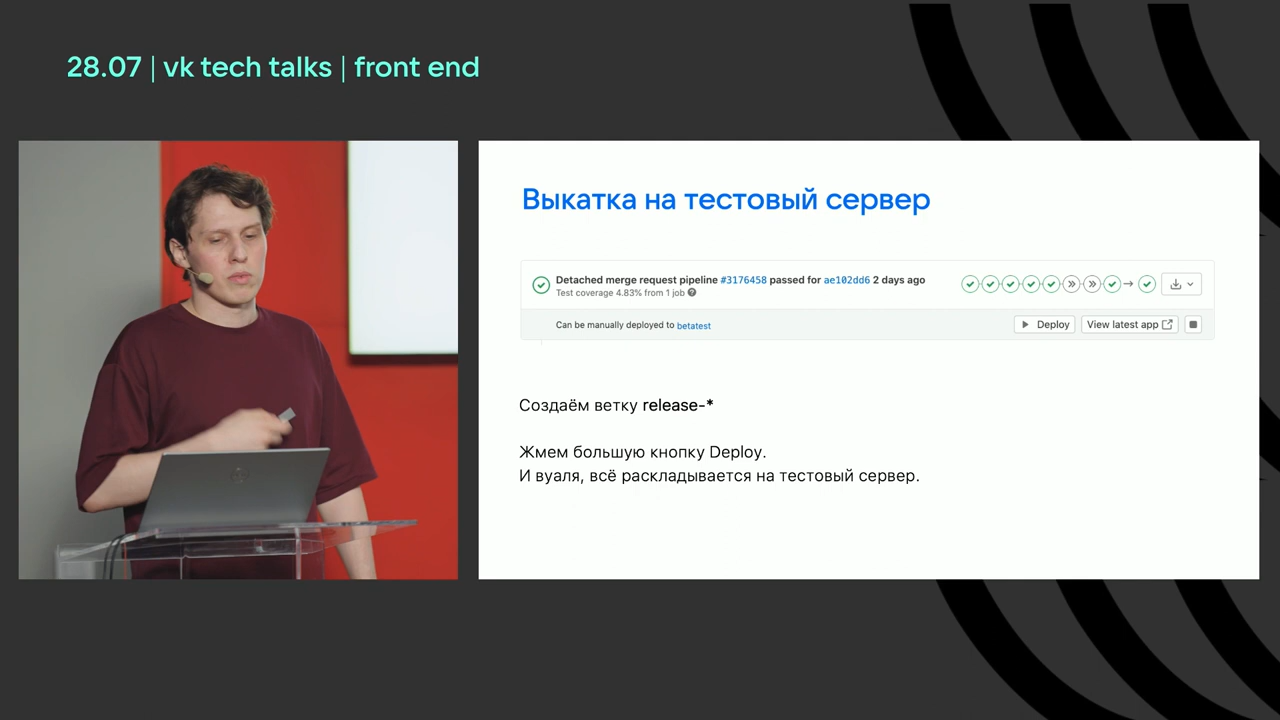 28.07 | vk tech talks | front end
Выкатка на тестовый сервер
Detached merge request pipeline #3176458 passed for ae102dd6 2 days ago
Test coverage 4.83% from 1 job
Can be manually deployed to betatest
Deploy
View latest app
Создаём ветку release-*
Жмем большую кнопку Deploy.
И вуаля, всё раскладывается на тестовый сервер.